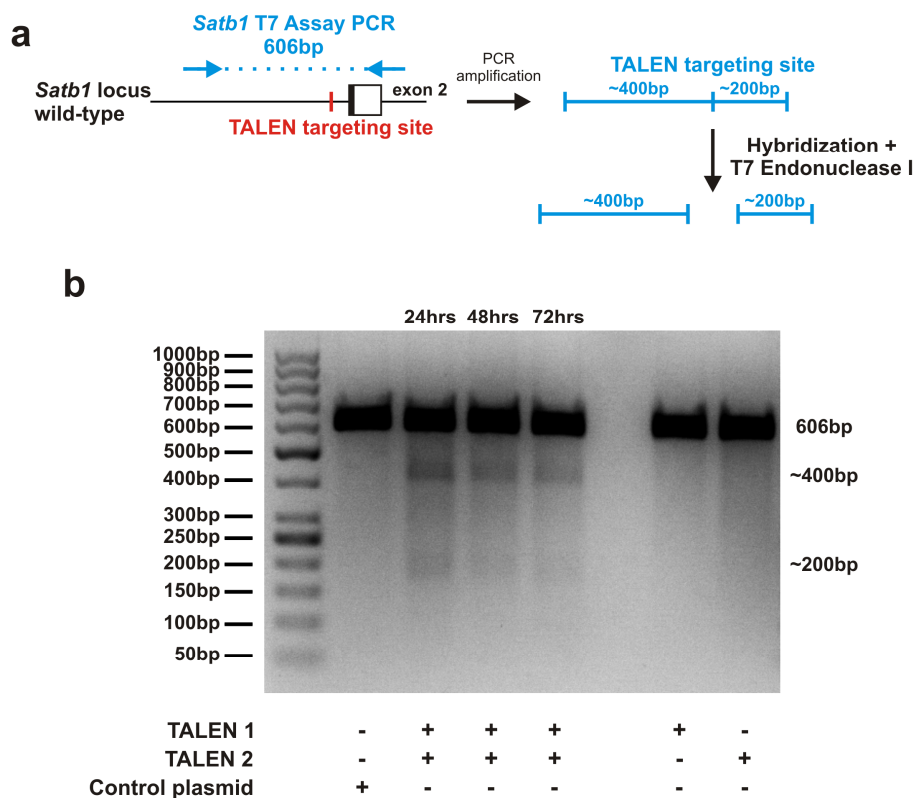 a
Satb1 T7 Assay PCR
606bp
Satb1 locus
wild-type
exon 2
TALEN targeting site
PCR
amplification
TALEN targeting site
~400bp
~200bp
Hybridization +
T7 Endonuclease I
~400bp
~200bp
b
24hrs 48hrs 72hrs
1000bp
900bp
800bp
700bp
600bp
500bp
400bp
300bp
250bp
200bp
150bp
100bp
50bp
606bp
~400bp
~200bp
TALEN 1 - + + + + -
TALEN 2 - + + + - +
Control plasmid + - - - - -